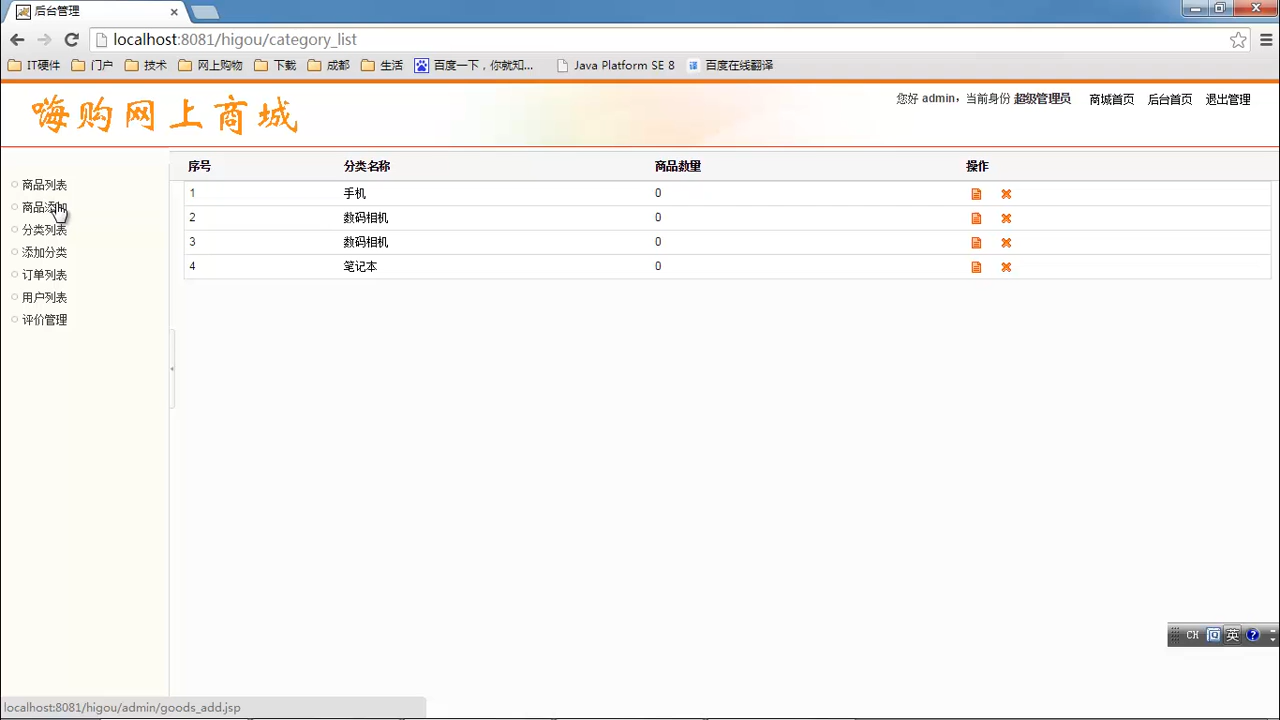 后台管理
localhost:8081/higou/category_list
IT硬件 门户 技术 网上购物 下载 成都 生活 百度一下，你就知... Java Platform SE 8 译 百度在线翻译
嗨购网上商城
您好 admin，当前身份 超级管理员 商城首页 后台首页 退出管理
商品列表
商品添加
分类列表
添加分类
订单列表
用户列表
评价管理
序号 分类名称 商品数量 操作
1 手机 0
2 数码相机 0
3 数码相机 0
4 笔记本 0
CH 英 ?
localhost:8081/higou/admin/goods_add.jsp